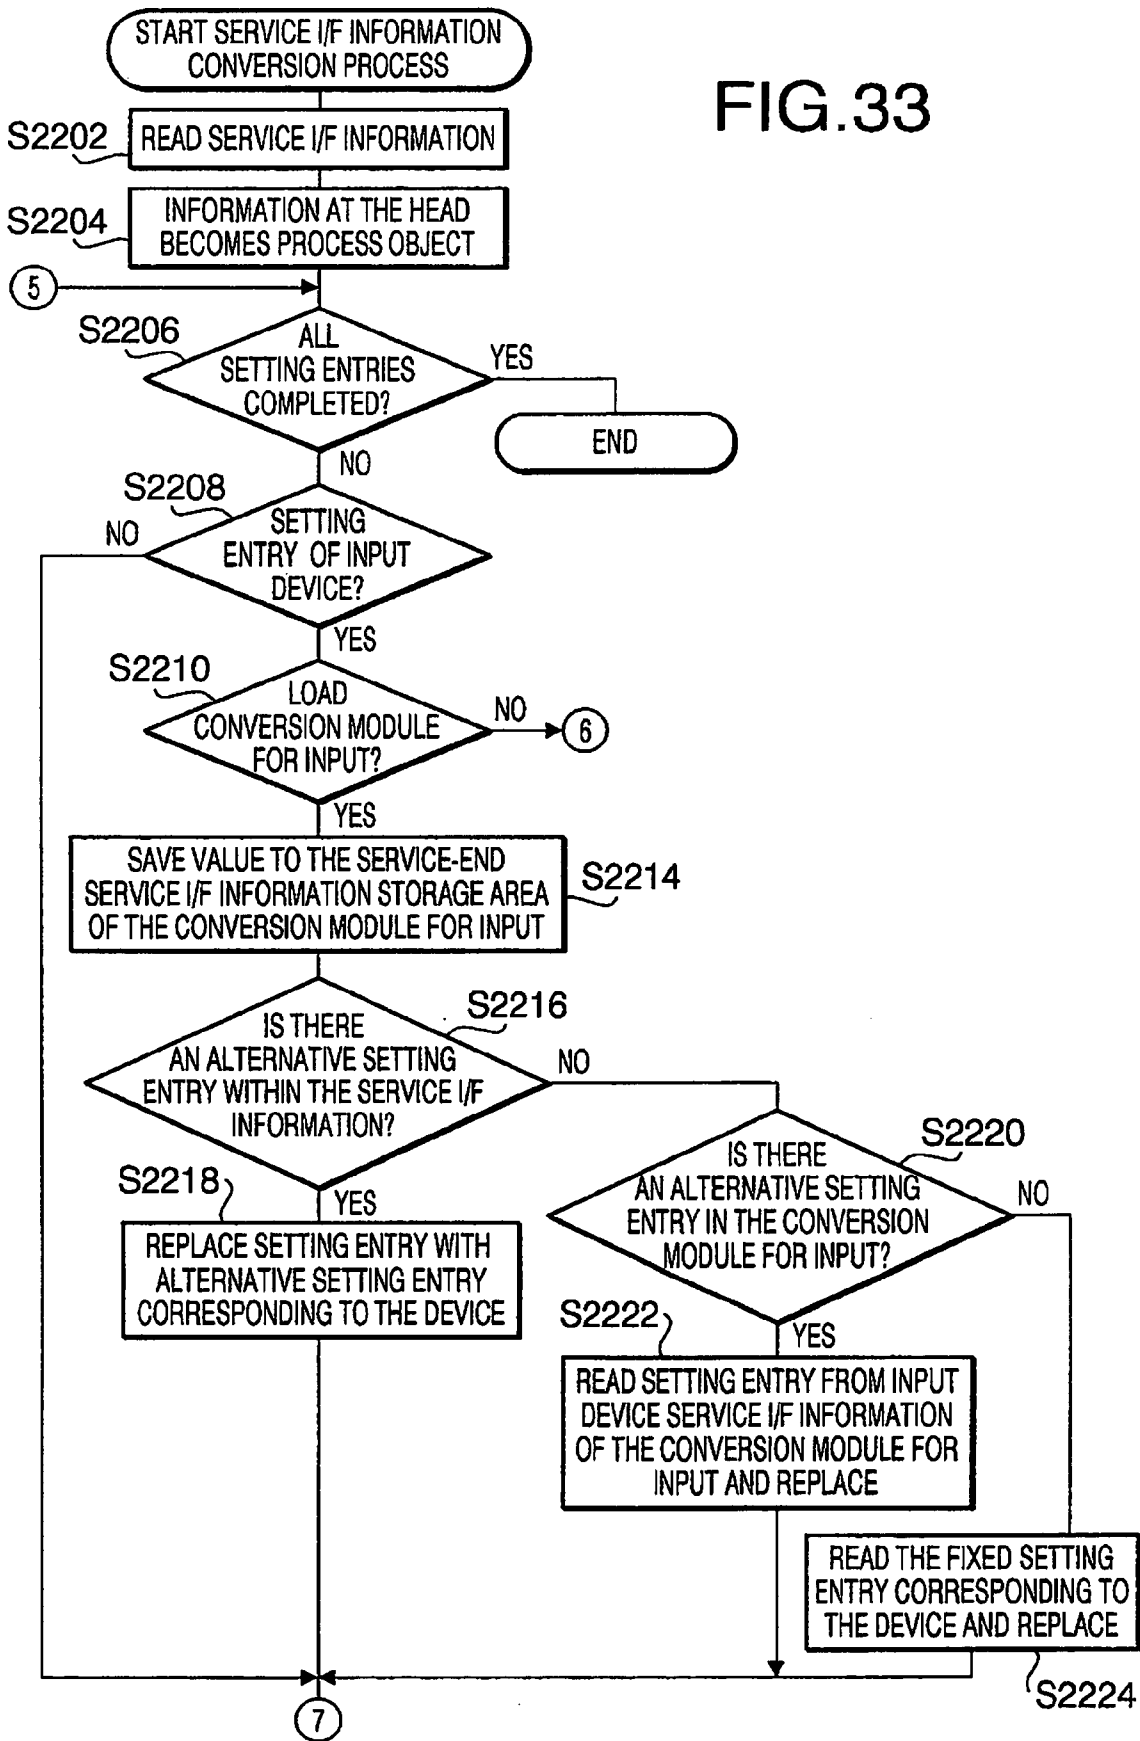 START SERVICE I/F INFORMATION
CONVERSION PROCESS
FIG.33
S2202
READ SERVICE I/F INFORMATION
S2204
INFORMATION AT THE HEAD
BECOMES PROCESS OBJECT
5
S2206
ALL
SETTING ENTRIES
COMPLETED?
YES
END
NO
S2208
SETTING
ENTRY OF INPUT
DEVICE?
NO
YES
S2210
LOAD
CONVERSION MODULE
FOR INPUT?
NO
6
YES
SAVE VALUE TO THE SERVICE-END
SERVICE I/F INFORMATION STORAGE AREA
OF THE CONVERSION MODULE FOR INPUT
S2214
S2216
IS THERE
AN ALTERNATIVE SETTING
ENTRY WITHIN THE SERVICE I/F
INFORMATION?
NO
YES
S2218
REPLACE SETTING ENTRY WITH
ALTERNATIVE SETTING ENTRY
CORRESPONDING TO THE DEVICE
S2220
IS THERE
AN ALTERNATIVE SETTING
ENTRY IN THE CONVERSION
MODULE FOR INPUT?
NO
YES
S2222
READ SETTING ENTRY FROM INPUT
DEVICE SERVICE I/F INFORMATION
OF THE CONVERSION MODULE FOR
INPUT AND REPLACE
READ THE FIXED SETTING
ENTRY CORRESPONDING TO
THE DEVICE AND REPLACE
S2224
7